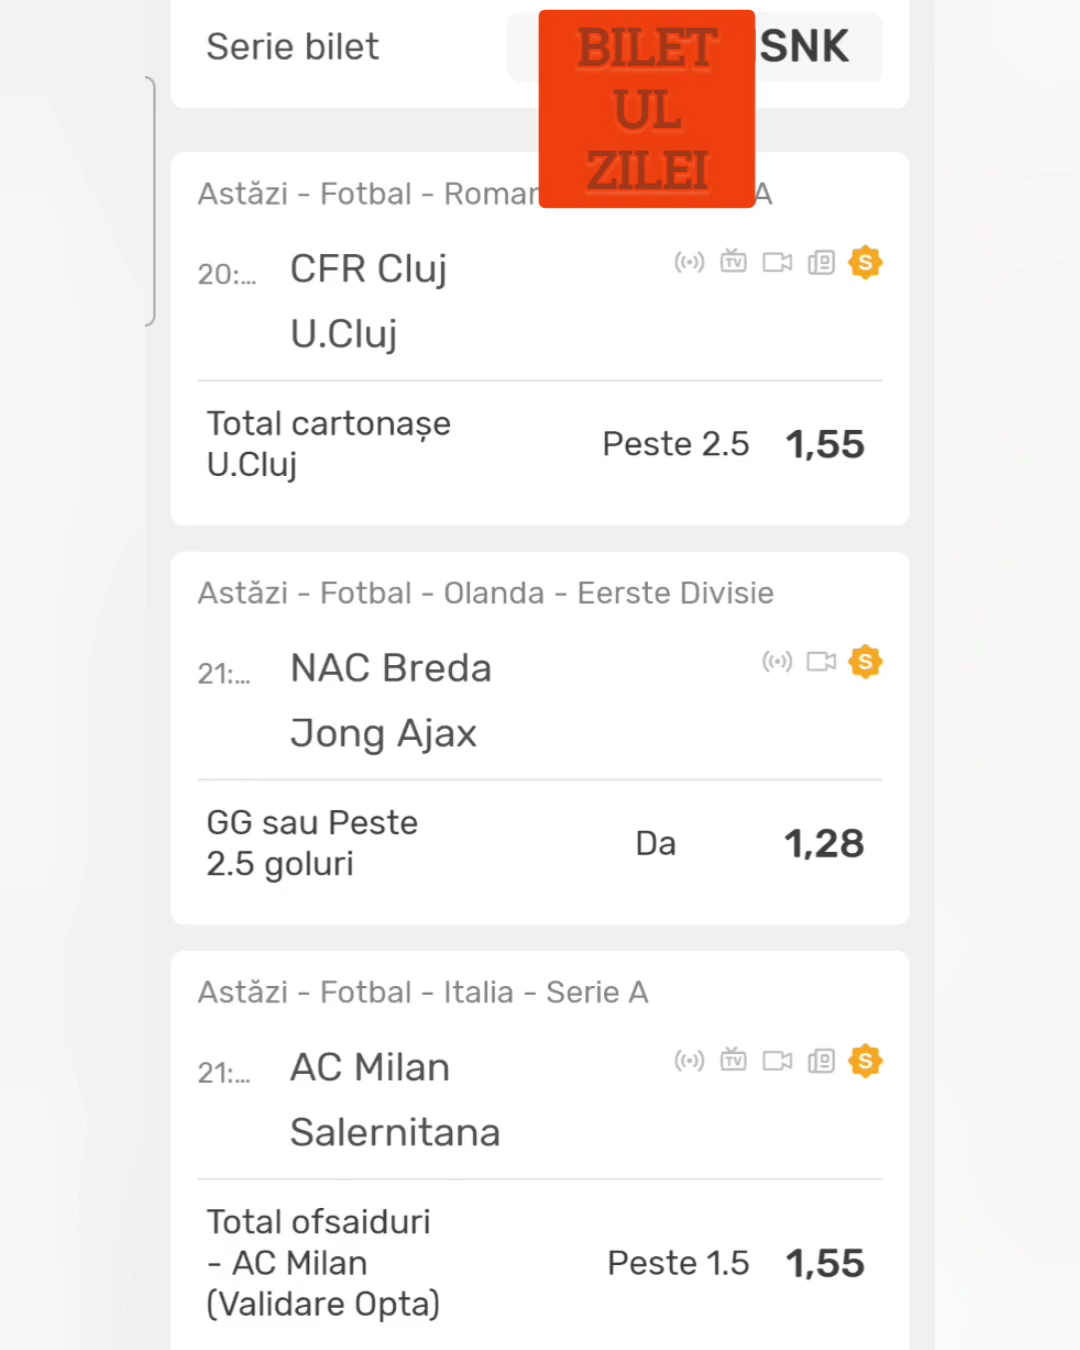 Serie bilet SNK
BILET
UL
ZILEI
Astăzi - Fotbal - Roman A
20:... CFR Cluj
U.Cluj
Total cartonașe
U.Cluj
Peste 2.5 1,55
Astăzi - Fotbal - Olanda - Eerste Divisie
21:... NAC Breda
Jong Ajax
GG sau Peste
2.5 goluri
Da 1,28
Astăzi - Fotbal - Italia - Serie A
21:... AC Milan
Salernitana
Total ofsaiduri
- AC Milan
(Validare Opta)
Peste 1.5 1,55